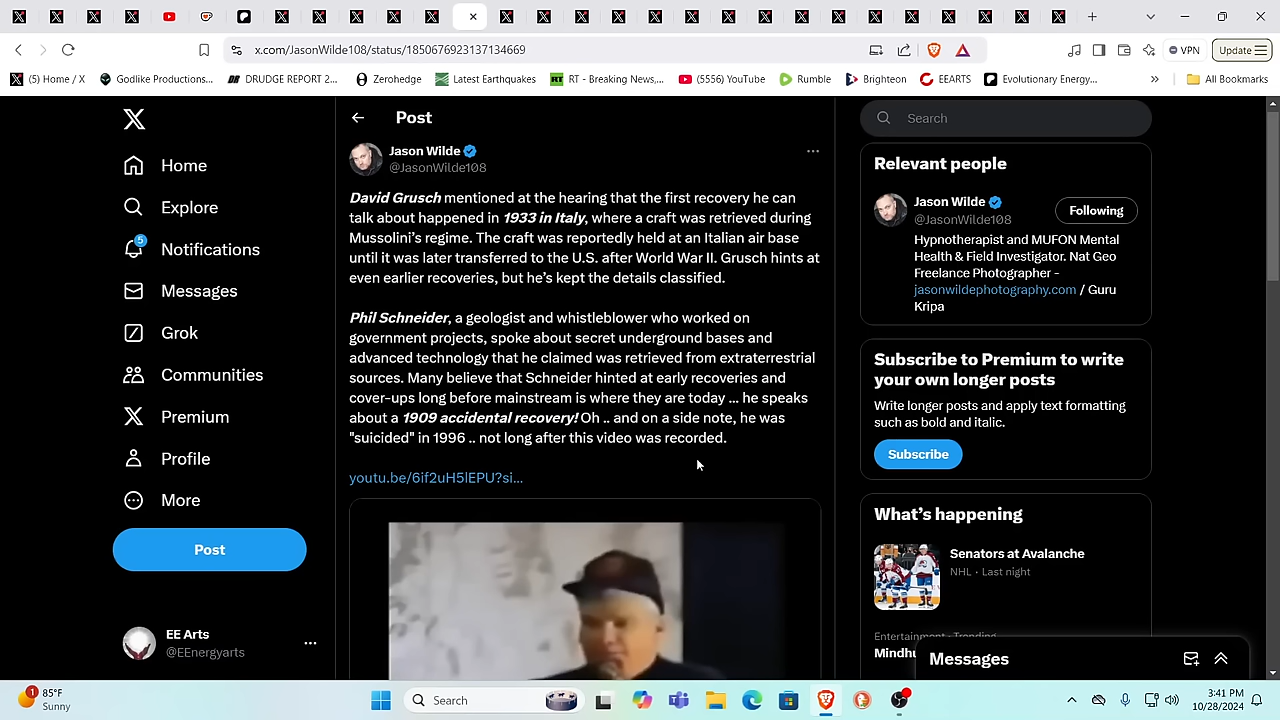 x.com/JasonWilde108/status/1850676923137134669
VPN
Update
(5) Home / X
Godlike Productions...
DRUDGE REPORT 2...
Zerohedge
Latest Earthquakes
RT - Breaking News,...
(5556) YouTube
Rumble
Brighteon
EEARTS
Evolutionary Energy...
»
All Bookmarks
Home
Explore
5
Notifications
Messages
Grok
Communities
Premium
Profile
More
Post
EE Arts
@EEnergyarts
Post
Jason Wilde
@JasonWilde108
David Grusch mentioned at the hearing that the first recovery he can
talk about happened in 1933 in Italy, where a craft was retrieved during
Mussolini's regime. The craft was reportedly held at an Italian air base
until it was later transferred to the U.S. after World War II. Grusch hints at
even earlier recoveries, but he's kept the details classified.
Phil Schneider, a geologist and whistleblower who worked on
government projects, spoke about secret underground bases and
advanced technology that he claimed was retrieved from extraterrestrial
sources. Many believe that Schneider hinted at early recoveries and
cover-ups long before mainstream is where they are today ... he speaks
about a 1909 accidental recovery! Oh .. and on a side note, he was
"suicided" in 1996 .. not long after this video was recorded.
youtu.be/6if2uH5lEPU?si...
Search
Relevant people
Jason Wilde
@JasonWilde108
Following
Hypnotherapist and MUFON Mental
Health & Field Investigator. Nat Geo
Freelance Photographer -
jasonwildephotography.com / Guru
Kripa
Subscribe to Premium to write
your own longer posts
Write longer posts and apply text formatting
such as bold and italic.
Subscribe
What's happening
Senators at Avalanche
NHL · Last night
Entertainment · Trending
Mindhu
Messages
1
85°F
Sunny
Search
3:41 PM
10/28/2024